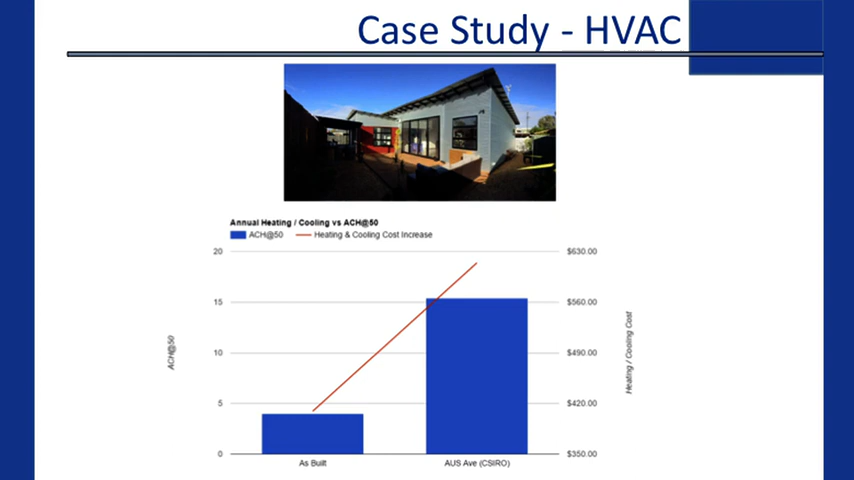 Case Study - HVAC
Annual Heating / Cooling vs ACH@50
ACH@50 Heating & Cooling Cost Increase
20 $630.00
15 $560.00
10 $490.00
5 $420.00
0 $350.00
ACH@50
Heating / Cooling Cost
As Built AUS Ave (CSIRO)